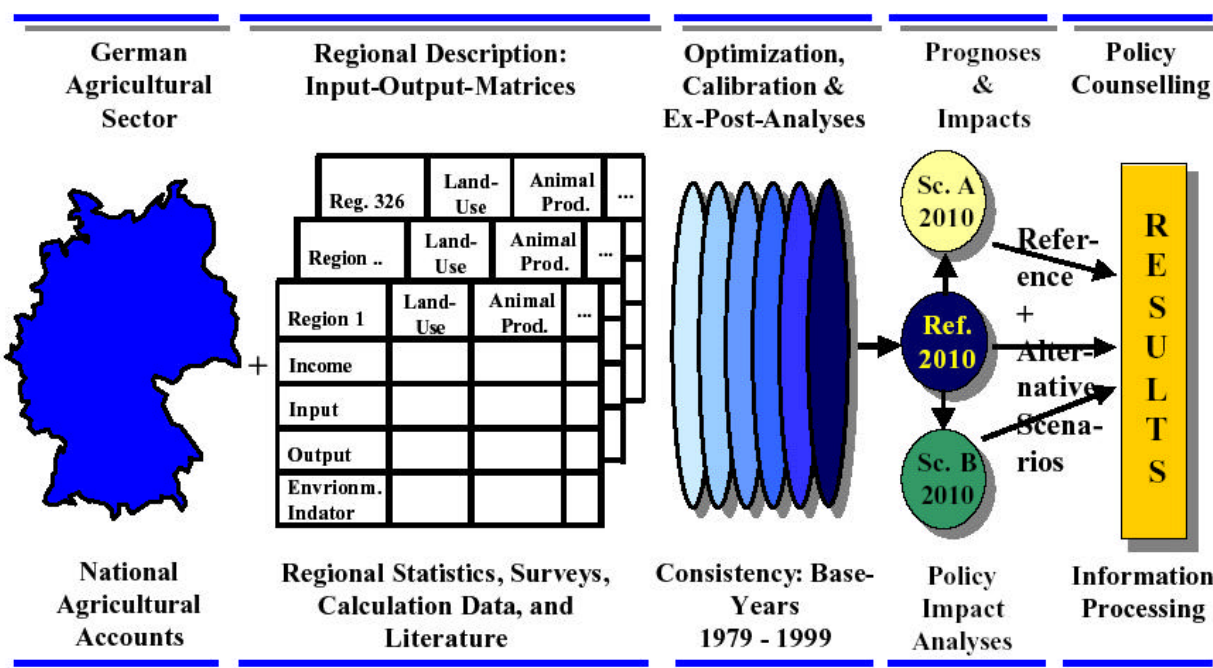 German
Agricultural
Sector
Regional Description:
Input-Output-Matrices
Optimization,
Calibration &
Ex-Post-Analyses
Prognoses
&
Impacts
Policy
Counselling
Reg. 326
Land-
Use
Animal
Prod.
...
Region ..
Land-
Use
Animal
Prod.
...
Region 1
Land-
Use
Animal
Prod.
...
+
Income
Input
Output
Envrionm.
Indator
Sc. A
2010
Ref.
2010
Sc. B
2010
Refer-
ence
+
Alter-
native
Scena-
rios
R
E
S
U
L
T
S
National
Agricultural
Accounts
Regional Statistics, Surveys,
Calculation Data, and
Literature
Consistency: Base-
Years
1979 - 1999
Policy
Impact
Analyses
Information
Processing